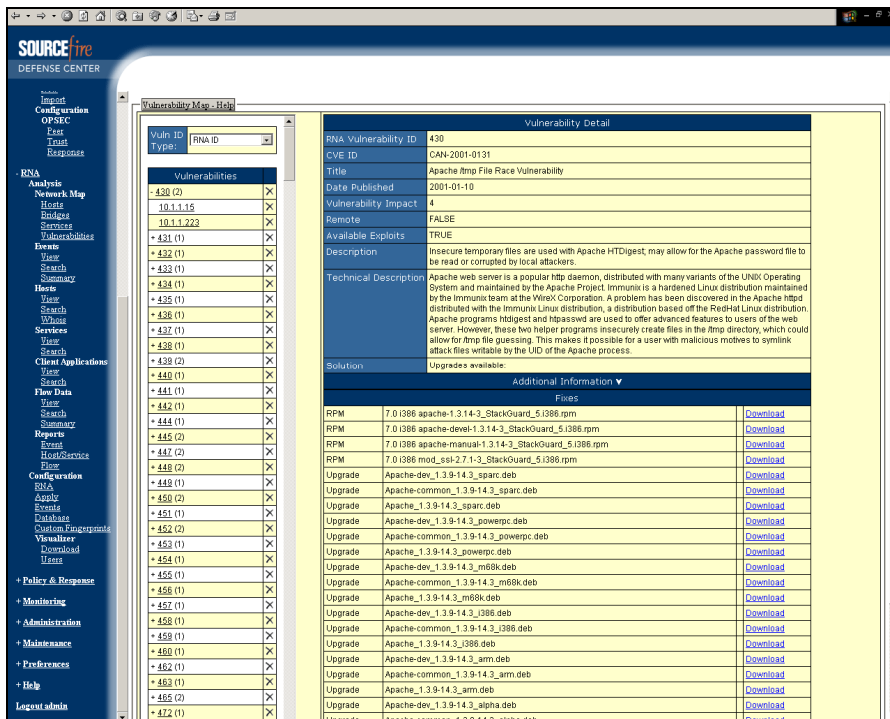 SOURCEfire
DEFENSE CENTER
Import
Configuration
OPSEC
Peer
Trust
Response
- RNA
Analysis
Network Map
Hosts
Bridges
Services
Vulnerabilities
Events
View
Search
Summary
Hosts
View
Search
Whois
Services
View
Search
Client Applications
View
Search
Flow Data
View
Search
Summary
Reports
Event
Host/Service
Flow
Configuration
RNA
Apply
Events
Database
Custom Fingerprints
Visualizer
Download
Users
+ Policy & Response
+ Monitoring
+ Administration
+ Maintenance
+ Preferences
+ Help
Logout admin
Vulnerability Map - Help
Vuln ID Type: RNA ID
Vulnerabilities
- 430 (2)
10.1.1.15
10.1.1.223
+ 431 (1)
+ 432 (1)
+ 433 (1)
+ 434 (1)
+ 435 (1)
+ 436 (1)
+ 437 (1)
+ 438 (1)
+ 439 (2)
+ 440 (1)
+ 441 (1)
+ 442 (1)
+ 444 (1)
+ 445 (2)
+ 447 (2)
+ 448 (2)
+ 449 (1)
+ 450 (2)
+ 451 (1)
+ 452 (2)
+ 453 (1)
+ 454 (1)
+ 455 (1)
+ 456 (1)
+ 457 (1)
+ 458 (1)
+ 459 (1)
+ 460 (1)
+ 462 (1)
+ 463 (1)
+ 465 (2)
+ 472 (1)
Vulnerability Detail
RNA Vulnerability ID 430
CVE ID CAN-2001-0131
Title Apache /tmp File Race Vulnerability
Date Published 2001-01-10
Vulnerability Impact 4
Remote FALSE
Available Exploits TRUE
Description Insecure temporary files are used with Apache HTDigest; may allow for the Apache password file to
be read or corrupted by local attackers.
Technical Description Apache web server is a popular http daemon, distributed with many variants of the UNIX Operating
System and maintained by the Apache Project. Immunix is a hardened Linux distribution maintained
by the Immunix team at the WireX Corporation. A problem has been discovered in the Apache httpd
distributed with the Immunix Linux distribution, a distribution based off the RedHat Linux distribution.
Apache programs htdigest and htpasswd are used to offer advanced features to users of the web
server. However, these two helper programs insecurely create files in the /tmp directory, which could
allow for /tmp file guessing. This makes it possible for a user with malicious motives to symlink
attack files writable by the UID of the Apache process.
Solution Upgrades available:
Additional Information ▼
Fixes
RPM 7.0 i386 apache-1.3.14-3_StackGuard_5.i386.rpm Download
RPM 7.0 i386 apache-devel-1.3.14-3_StackGuard_5.i386.rpm Download
RPM 7.0 i386 apache-manual-1.3.14-3_StackGuard_5.i386.rpm Download
RPM 7.0 i386 mod_ssl-2.7.1-3_StackGuard_5.i386.rpm Download
Upgrade Apache-dev_1.3.9-14.3_sparc.deb Download
Upgrade Apache-common_1.3.9-14.3_sparc.deb Download
Upgrade Apache_1.3.9-14.3_sparc.deb Download
Upgrade Apache-dev_1.3.9-14.3_powerpc.deb Download
Upgrade Apache-common_1.3.9-14.3_powerpc.deb Download
Upgrade Apache_1.3.9-14.3_powerpc.deb Download
Upgrade Apache-dev_1.3.9-14.3_m68k.deb Download
Upgrade Apache-common_1.3.9-14.3_m68k.deb Download
Upgrade Apache_1.3.9-14.3_m68k.deb Download
Upgrade Apache-dev_1.3.9-14.3_i386.deb Download
Upgrade Apache-common_1.3.9-14.3_i386.deb Download
Upgrade Apache_1.3.9-14.3_i386.deb Download
Upgrade Apache-dev_1.3.9-14.3_arm.deb Download
Upgrade Apache-common_1.3.9-14.3_arm.deb Download
Upgrade Apache_1.3.9-14.3_arm.deb Download
Upgrade Apache-dev_1.3.9-14.3_alpha.deb Download